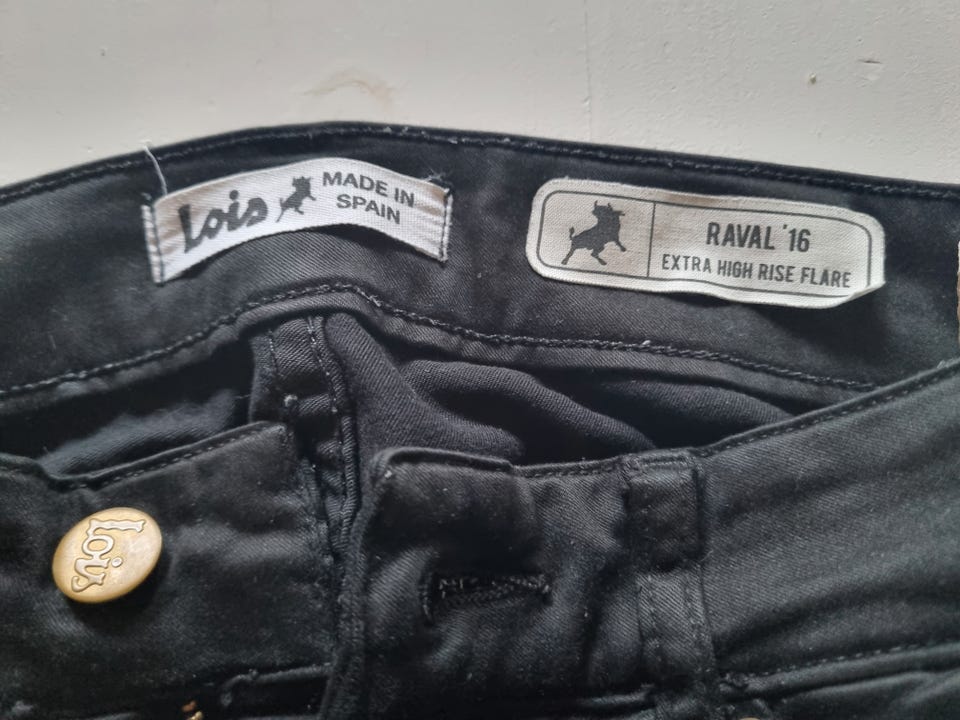 Lois MADE IN
SPAIN
RAVAL '16
EXTRA HIGH RISE FLARE
Lois